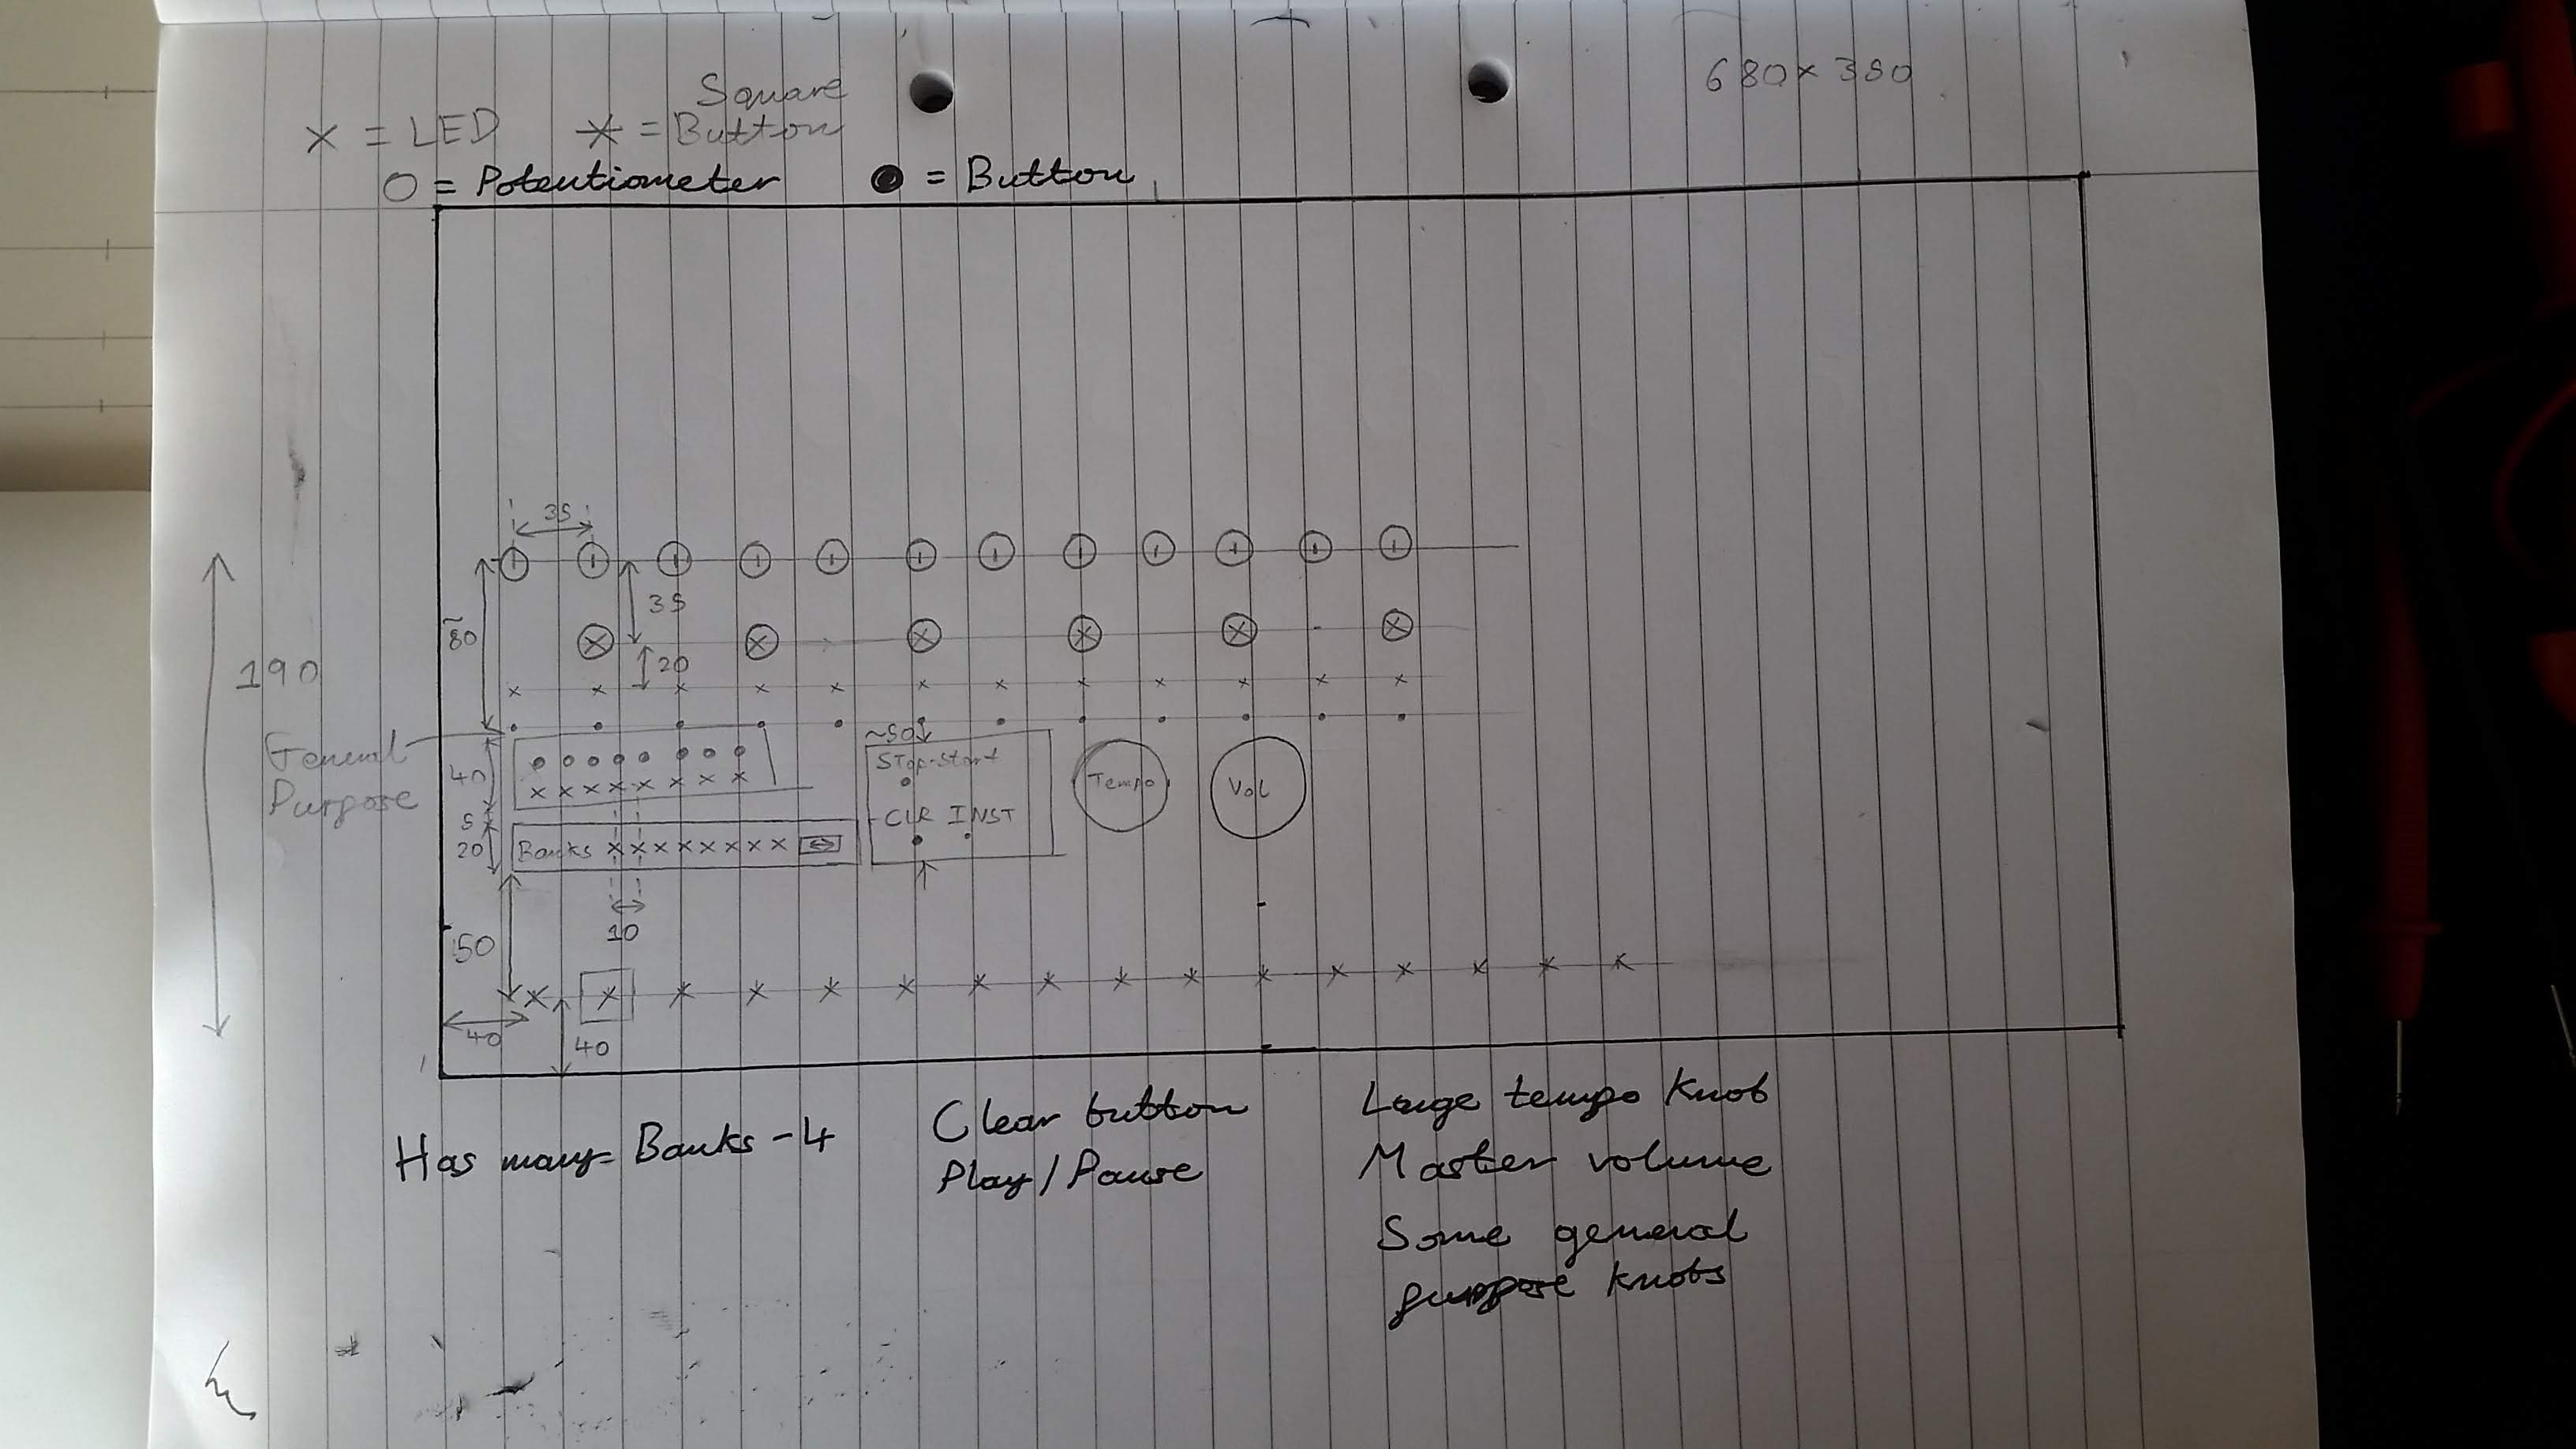 680×380
Square
× = LED ⚹ = Button
O = Potentiometer ● = Button
35
35
80
190
20
General
Purpose
~50
Stop-start
40
Tempo
Vol
CLR INST
5
20
Banks
10
50
40
40
Has many= Banks - 4
Clear button
Play / Pause
Large tempo Knob
Master volume
Some general
purpose knobs